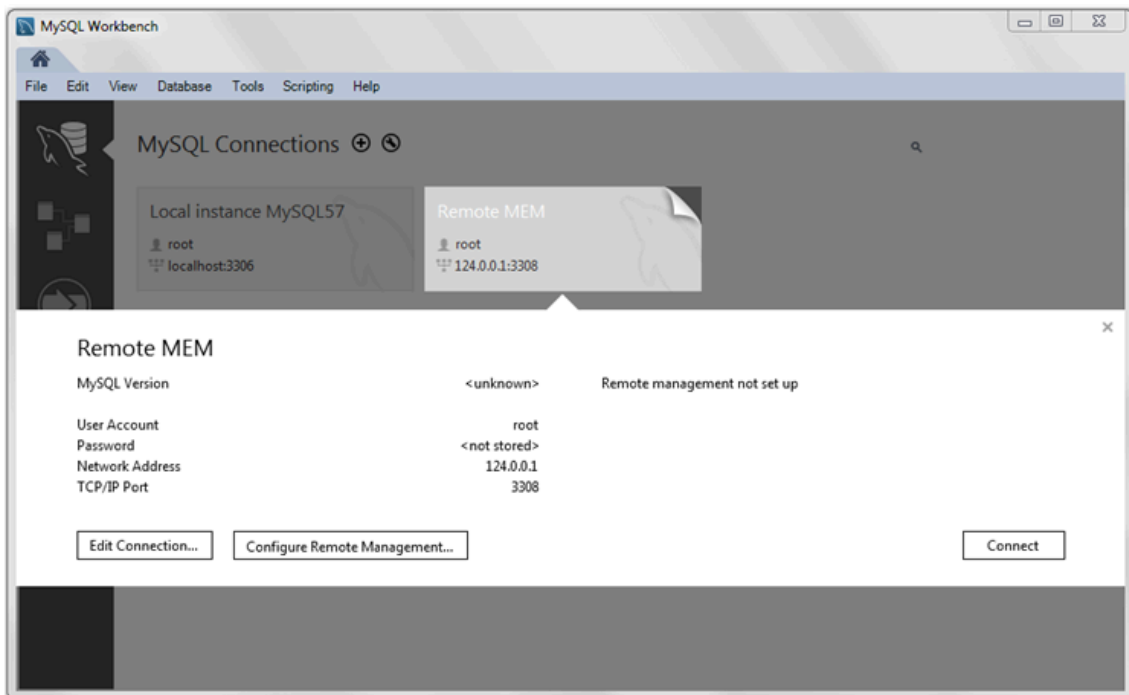 MySQL Workbench
File Edit View Database Tools Scripting Help
MySQL Connections
Local instance MySQL57
root
localhost:3306
Remote MEM
root
124.0.0.1:3308
Remote MEM
MySQL Version <unknown> Remote management not set up
User Account root
Password <not stored>
Network Address 124.0.0.1
TCP/IP Port 3308
Edit Connection... Configure Remote Management... Connect